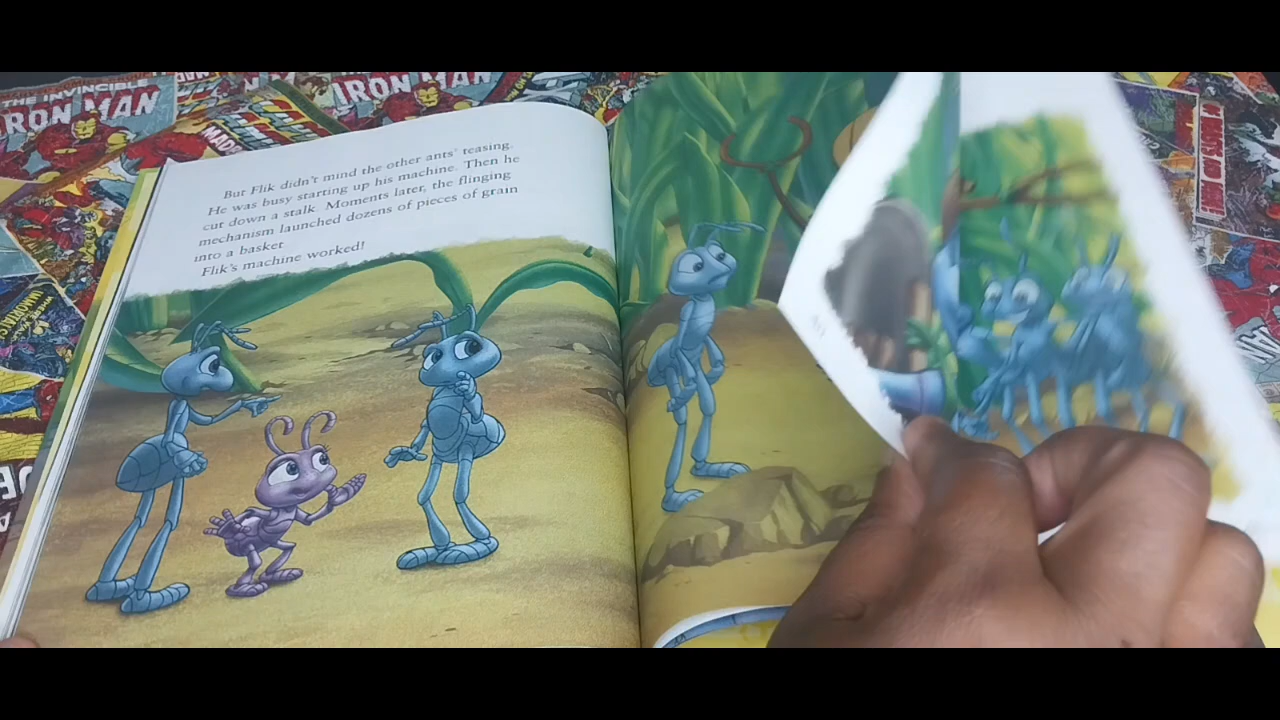 THE INVINCIBLE
IRON MAN
IRON MAN
But Flik didn't mind the other ants' teasing.
He was busy starting up his machine. Then he
cut down a stalk. Moments later, the flinging
mechanism launched dozens of pieces of grain
into a basket
Flik's machine worked!